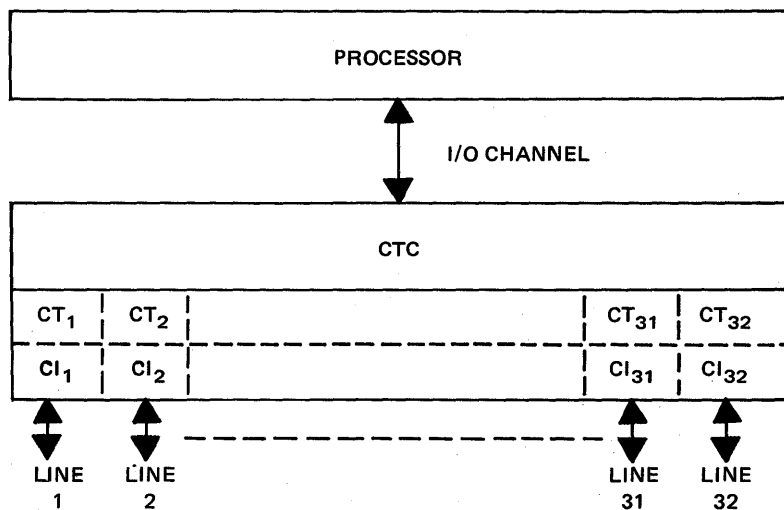 PROCESSOR
I/O CHANNEL
CTC
CT₁ CT₂ CT₃₁ CT₃₂
CI₁ CI₂ CI₃₁ CI₃₂
LINE LINE LINE LINE
1 2 31 32